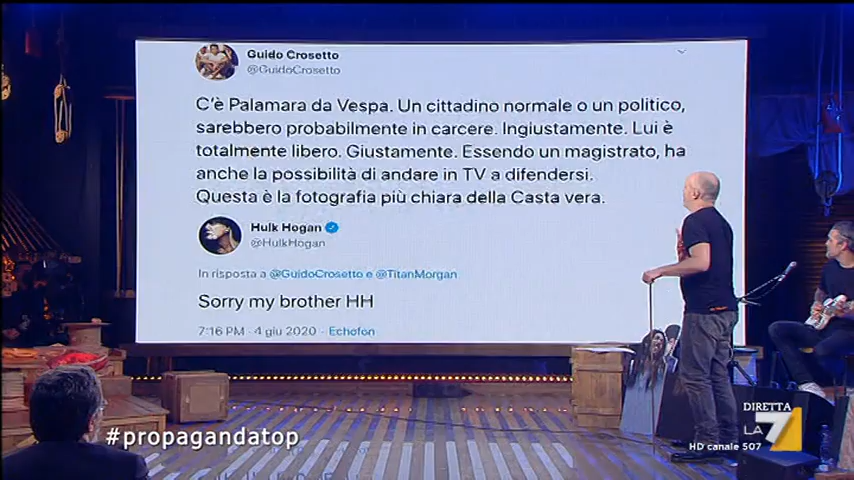 Guido Crosetto
@GuidoCrosetto
C'è Palamara da Vespa. Un cittadino normale o un politico,
sarebbero probabilmente in carcere. Ingiustamente. Lui è
totalmente libero. Giustamente. Essendo un magistrato, ha
anche la possibilità di andare in TV a difendersi.
Questa è la fotografia più chiara della Casta vera.
Hulk Hogan
@HulkHogan
In risposta a @GuidoCrosetto e @TitanMorgan
Sorry my brother HH
7:16 PM · 4 giu 2020 · Echofon
#propagandatop
DIRETTA
LA 7
HD canale 507